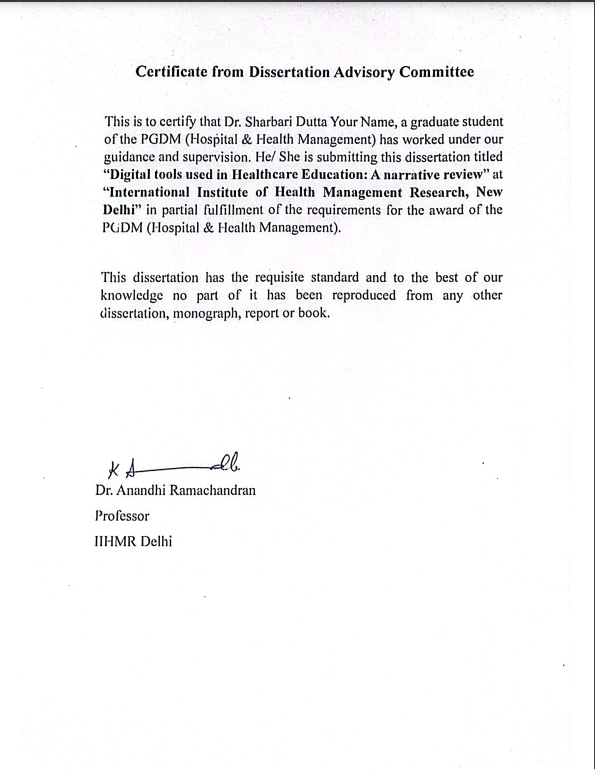 Certificate from Dissertation Advisory Committee
This is to certify that Dr. Sharbari Dutta Your Name, a graduate student
of the PGDM (Hospital & Health Management) has worked under our
guidance and supervision. He/ She is submitting this dissertation titled
“Digital tools used in Healthcare Education: A narrative review” at
“International Institute of Health Management Research, New
Delhi” in partial fulfillment of the requirements for the award of the
PGDM (Hospital & Health Management).
This dissertation has the requisite standard and to the best of our
knowledge no part of it has been reproduced from any other
dissertation, monograph, report or book.
Dr. Anandhi Ramachandran
Professor
IIHMR Delhi